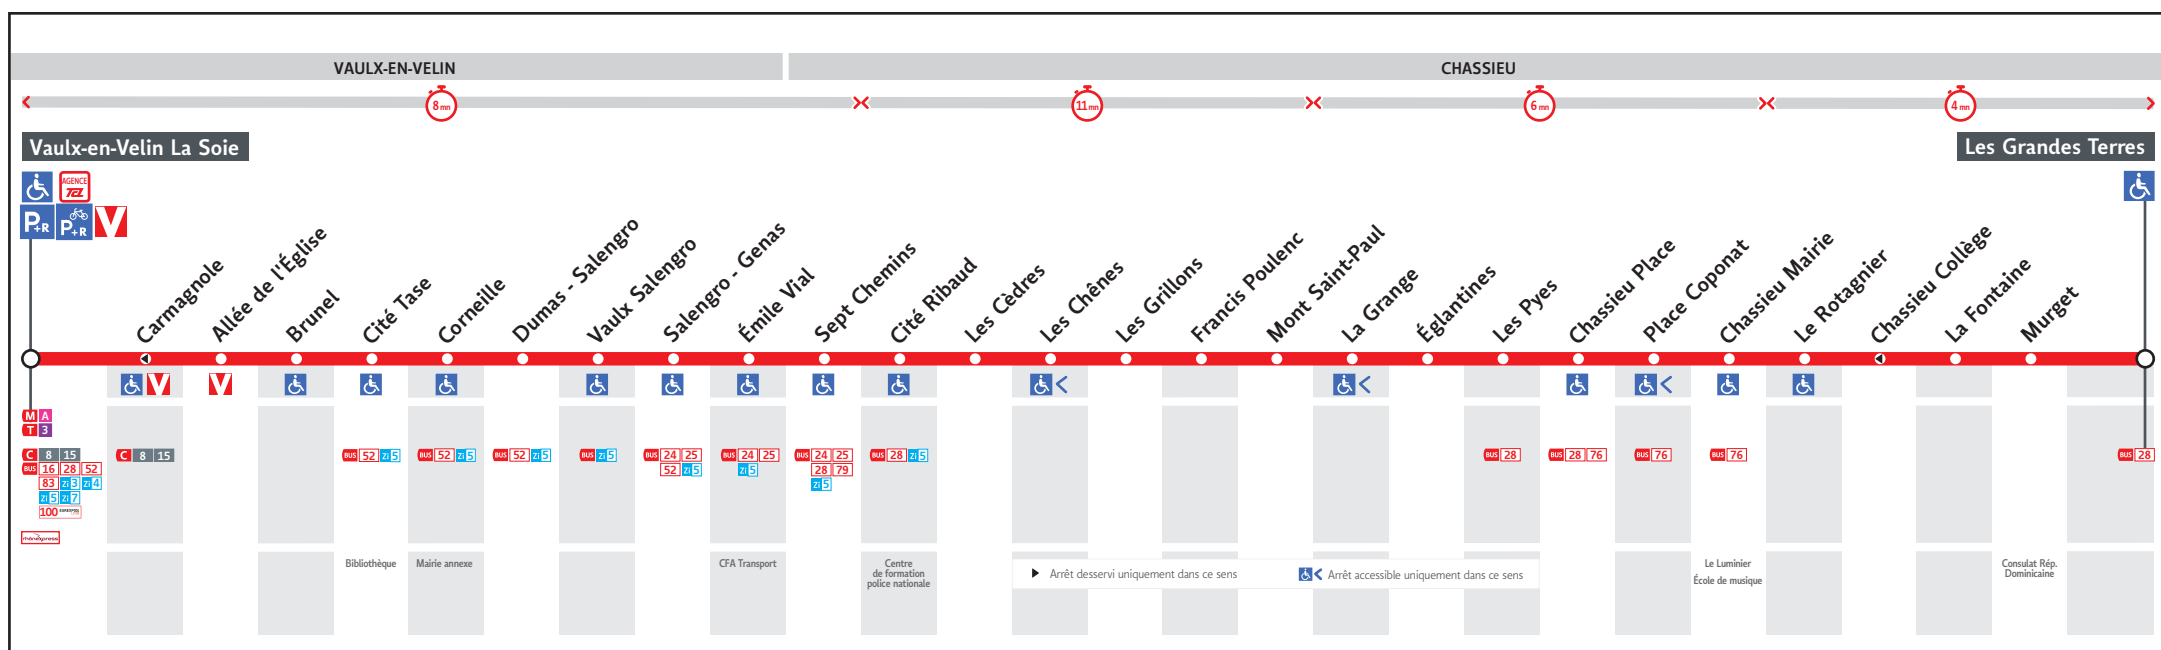 VAULX-EN-VELIN
CHASSIEU
8 mn
11 mn
6 mn
4 mn
Vaulx-en-Velin La Soie
Les Grandes Terres
AGENCE
TCL
P+R
P+R
V
Carmagnole
Allée de l'Église
Brunel
Cité Tase
Corneille
Dumas - Salengro
Vaulx Salengro
Salengro - Genas
Émile Vial
Sept Chemins
Cité Ribaud
Les Cèdres
Les Chênes
Les Grillons
Francis Poulenc
Mont Saint-Paul
La Grange
Églantines
Les Pyes
Chassieu Place
Place Coponat
Chassieu Mairie
Le Rotagnier
Chassieu Collège
La Fontaine
Murget
V
V
M A
T 3
C 8 15
BUS 16 28 52
83 Zi 3 Zi 4
Zi 5 Zi 7
100
rhônexpress
C 8 15
BUS 52 Zi 5
BUS 52 Zi 5
BUS 52 Zi 5
BUS Zi 5
BUS 24 25
52 Zi 5
BUS 24 25
Zi 5
BUS 24 25
28 79
Zi 5
BUS 28 Zi 5
BUS 28
BUS 28 76
BUS 76
BUS 76
BUS 28
Bibliothèque
Mairie annexe
CFA Transport
Centre
de formation
police nationale
Arrêt desservi uniquement dans ce sens
Arrêt accessible uniquement dans ce sens
Le Luminier
École de musique
Consulat Rép.
Dominicaine